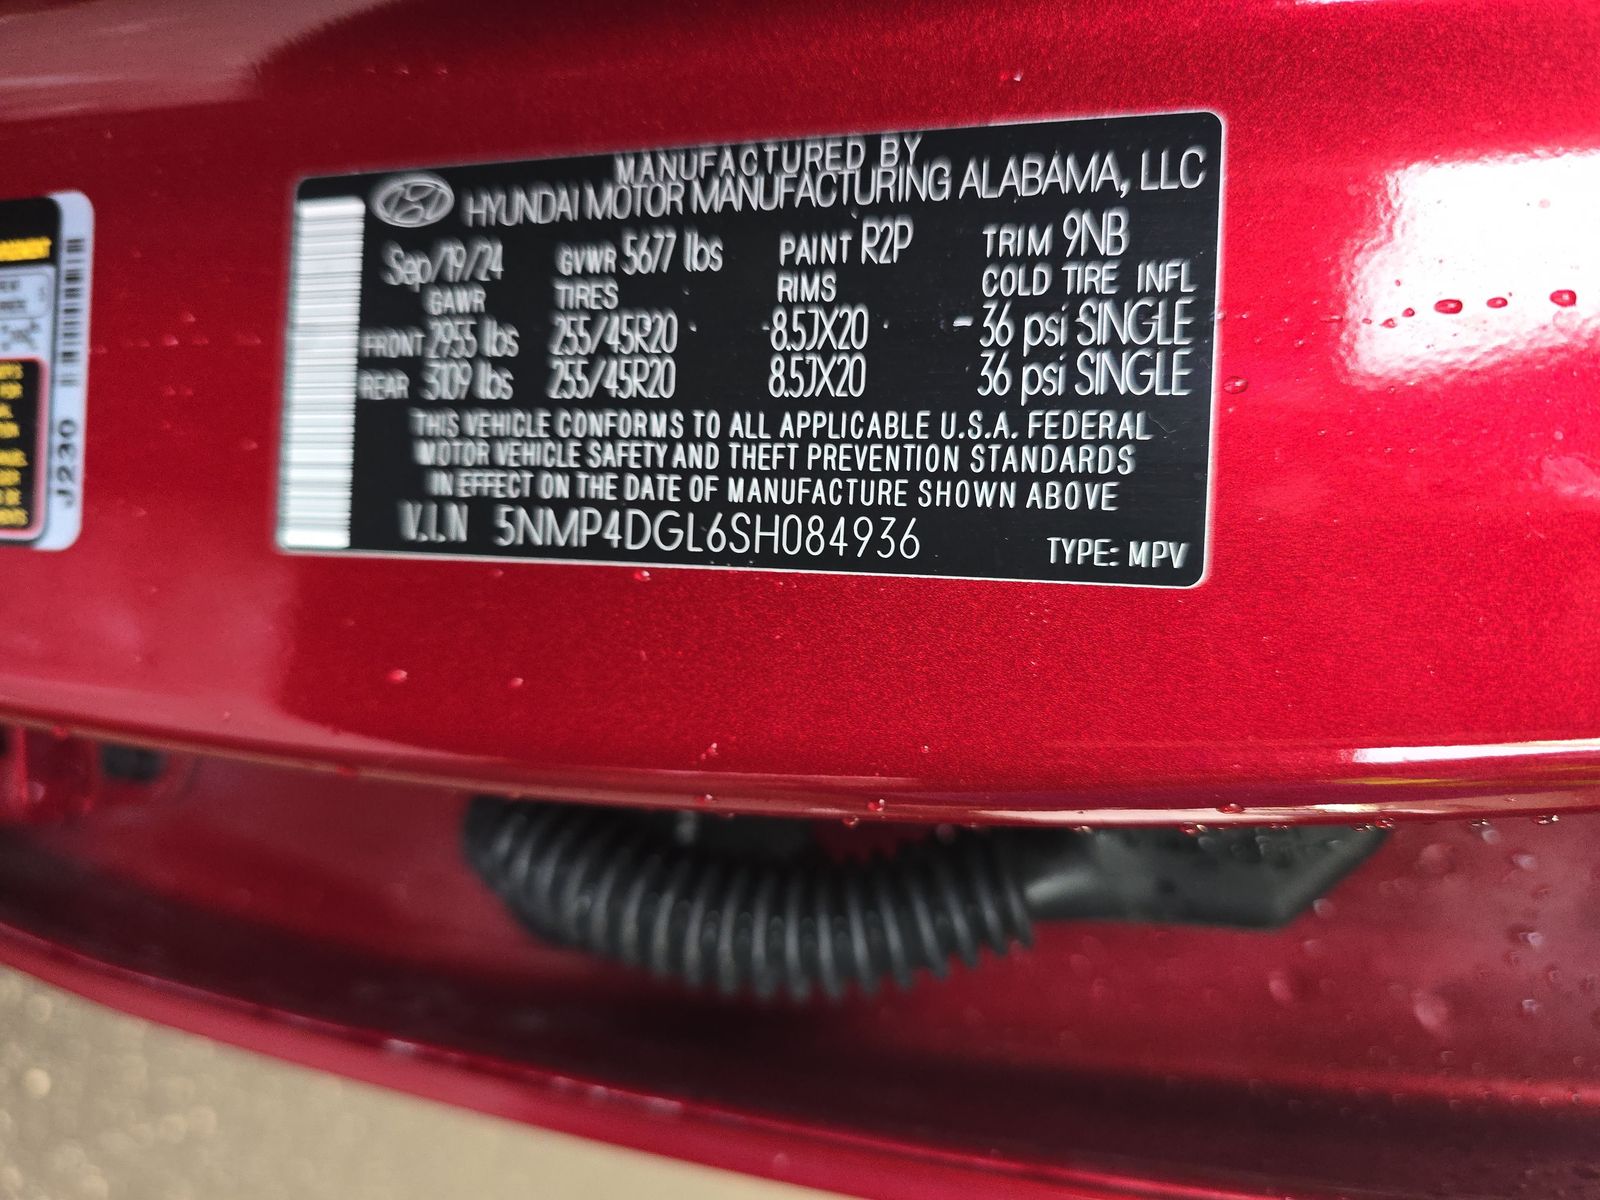 MANUFACTURED BY
HYUNDAI MOTOR MANUFACTURING ALABAMA, LLC
Sep/19/24 GVWR 5677 lbs PAINT R2P TRIM 9NB
GAWR TIRES RIMS COLD TIRE INFL
FRONT 2955 lbs 255/45R20 8.5JX20 36 psi SINGLE
REAR 3109 lbs 255/45R20 8.5JX20 36 psi SINGLE
THIS VEHICLE CONFORMS TO ALL APPLICABLE U.S.A. FEDERAL
MOTOR VEHICLE SAFETY AND THEFT PREVENTION STANDARDS
IN EFFECT ON THE DATE OF MANUFACTURE SHOWN ABOVE
V.I.N 5NMP4DGL6SH084936 TYPE: MPV
J230